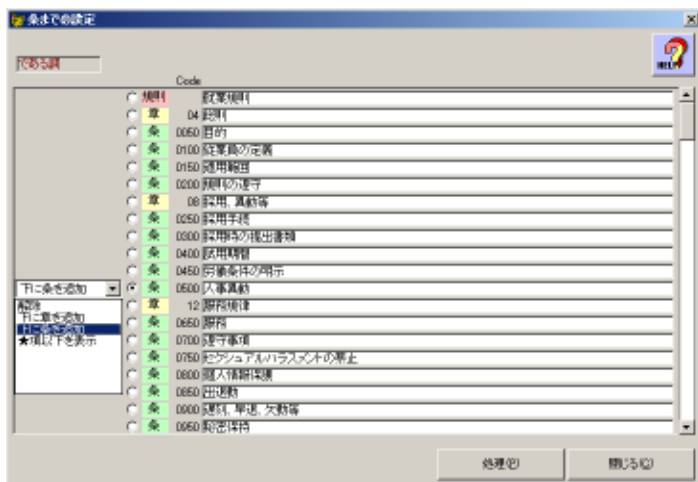 条までの設定
である調
HELP
Code
規則 就業規則
章 04 総則
条 0050 目的
条 0100 従業員の定義
条 0150 適用範囲
条 0200 規則の遵守
章 08 採用、異動等
条 0250 採用手続
条 0300 採用時の提出書類
条 0400 試用期間
条 0450 労働条件の明示
下に条を追加 条 0500 人事異動
解除
下に章を追加
下に条を追加
★項以下を表示
章 12 服務規律
条 0650 服務
条 0700 遵守事項
条 0750 セクシュアルハラスメントの禁止
条 0800 個人情報保護
条 0850 出退勤
条 0900 遅刻、早退、欠勤等
条 0950 秘密保持
処理(P) 閉じる(C)